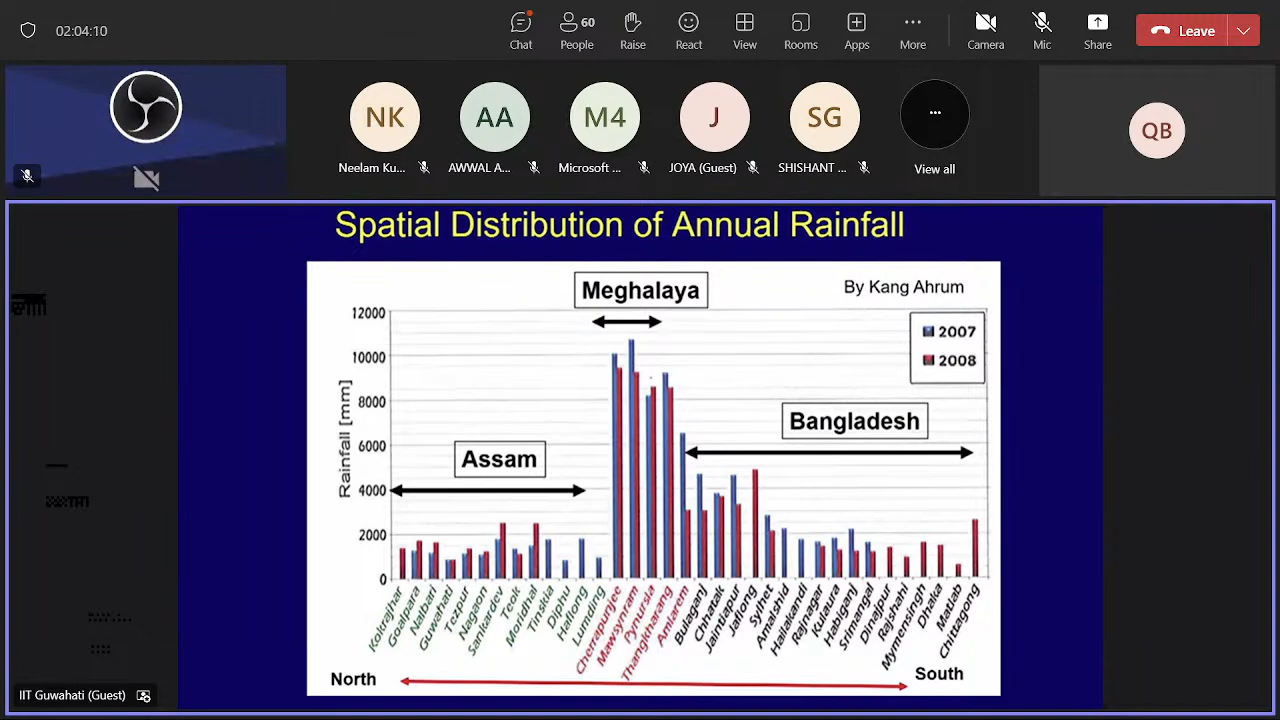 02:04:10
Chat
60
People
Raise
React
View
Rooms
Apps
More
Camera
Mic
Share
Leave
NK
AA
M4
J
SG
QB
Neelam Ku...
AWWAL A...
Microsoft ...
JOYA (Guest)
SHISHANT ...
View all
Spatial Distribution of Annual Rainfall
Meghalaya
By Kang Ahrum
2007
2008
Bangladesh
Assam
Rainfall [mm]
12000
10000
8000
6000
4000
2000
0
Kokrajhar
Goalpara
Nalbari
Guwahati
Tezpur
Nagaon
Sankardev
Teok
Moridhal
Tinskia
Diphu
Haflong
Lumding
Cherrapunjee
Mawsynram
Pynursla
Thangkharang
Amlarem
Bulaganj
Chhatak
Jaintiapur
Jaflong
Sylhet
Amalshid
Hailakandi
Rajnagar
Kulaura
Habiganj
Srimangal
Dinajpur
Rajshahi
Mymensingh
Dhaka
Matlab
Chittagong
North
South
IIT Guwahati (Guest)